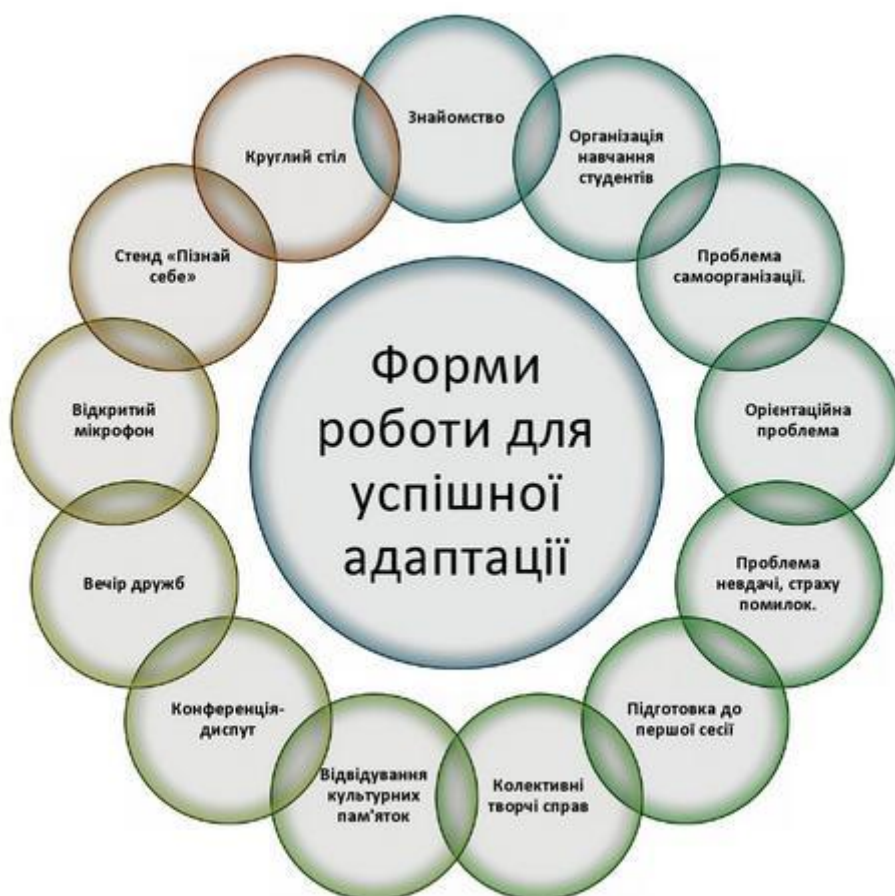 Знайомство
Організація
навчання
студентів
Проблема
самоорганізації.
Орієнтаційна
проблема
Проблема
невдачі, страху
помилок.
Підготовка до
першої сесії
Колективні
творчі справ
Відвідування
культурних
пам'яток
Конференція-
диспут
Вечір дружб
Відкритий
мікрофон
Стенд «Пізнай
себе»
Круглий стіл
Форми
роботи для
успішної
адаптації